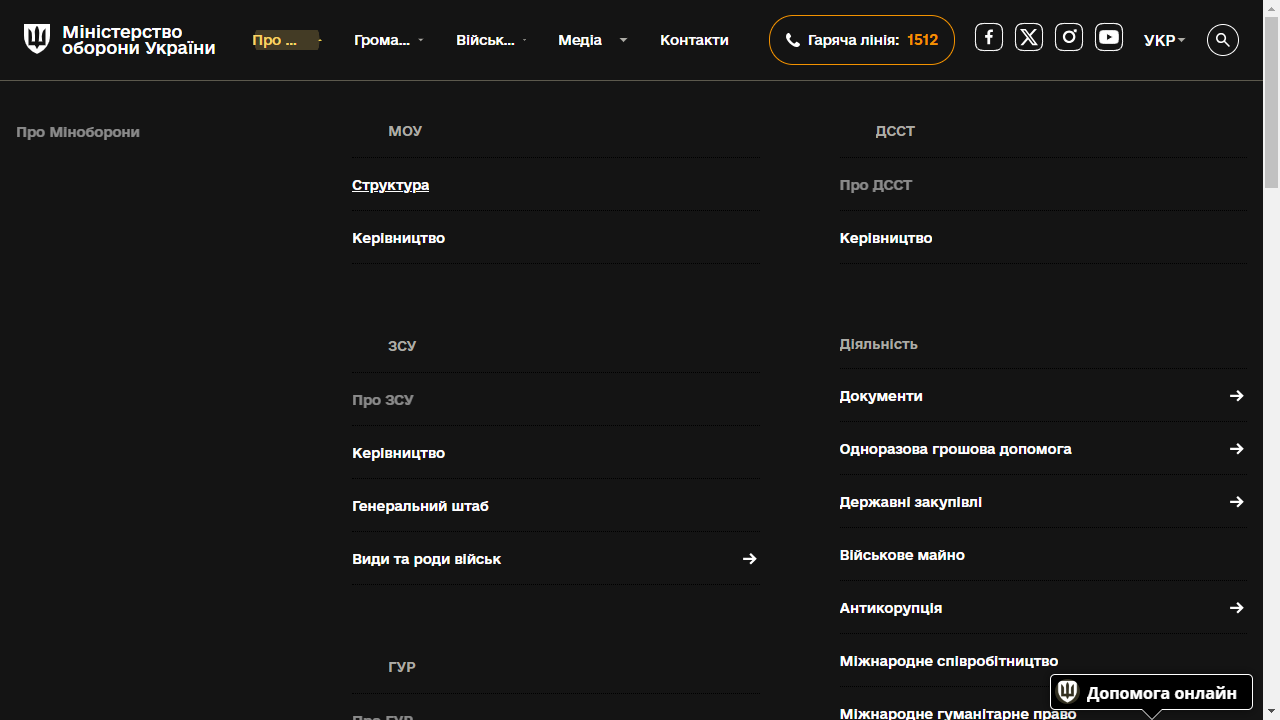 Міністерство
оборони України
Про ...
Грома...
Військ...
Медіа
Контакти
Гаряча лінія: 1512
УКР
Про Міноборони
МОУ
Структура
Керівництво
ЗСУ
Про ЗСУ
Керівництво
Генеральний штаб
Види та роди військ
ГУР
Про ГУР
ДССТ
Про ДССТ
Керівництво
Діяльність
Документи
Одноразова грошова допомога
Державні закупівлі
Військове майно
Антикорупція
Міжнародне співробітництво
Міжнародне гуманітарне право
Допомога онлайн